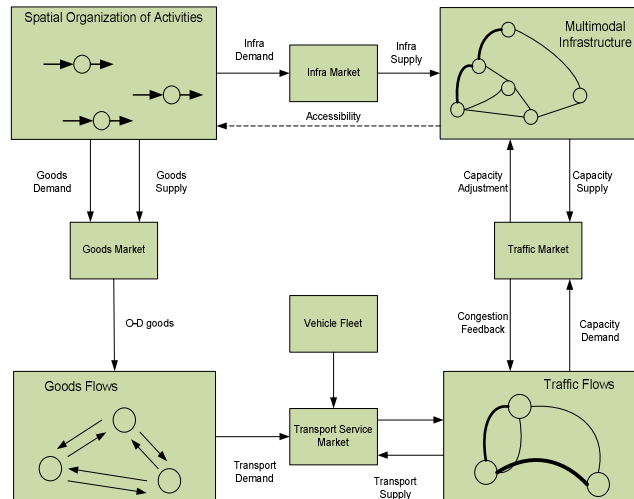 Spatial Organization of Activities
Multimodal
Infrastructure
Infra
Demand
Infra Market
Infra
Supply
Accessibility
Goods
Demand
Goods
Supply
Capacity
Adjustment
Capacity
Supply
Goods Market
Traffic Market
O-D goods
Vehicle Fleet
Congestion
Feedback
Capacity
Demand
Goods Flows
Traffic Flows
Transport Service
Market
Transport
Demand
Transport
Supply